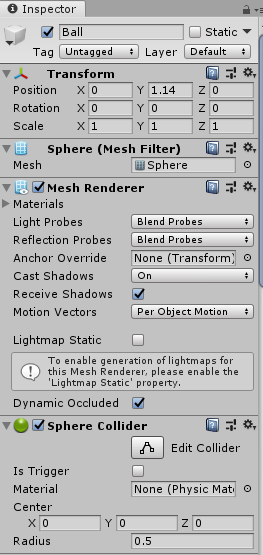 Inspector
Ball Static
Tag Untagged Layer Default
Transform
Position X 0 Y 1.14 Z 0
Rotation X 0 Y 0 Z 0
Scale X 1 Y 1 Z 1
Sphere (Mesh Filter)
Mesh Sphere
Mesh Renderer
Materials
Light Probes Blend Probes
Reflection Probes Blend Probes
Anchor Override None (Transform)
Cast Shadows On
Receive Shadows
Motion Vectors Per Object Motion
Lightmap Static
To enable generation of lightmaps for
this Mesh Renderer, please enable the
'Lightmap Static' property.
Dynamic Occluded
Sphere Collider
Edit Collider
Is Trigger
Material None (Physic Mate
Center
X 0 Y 0 Z 0
Radius 0.5